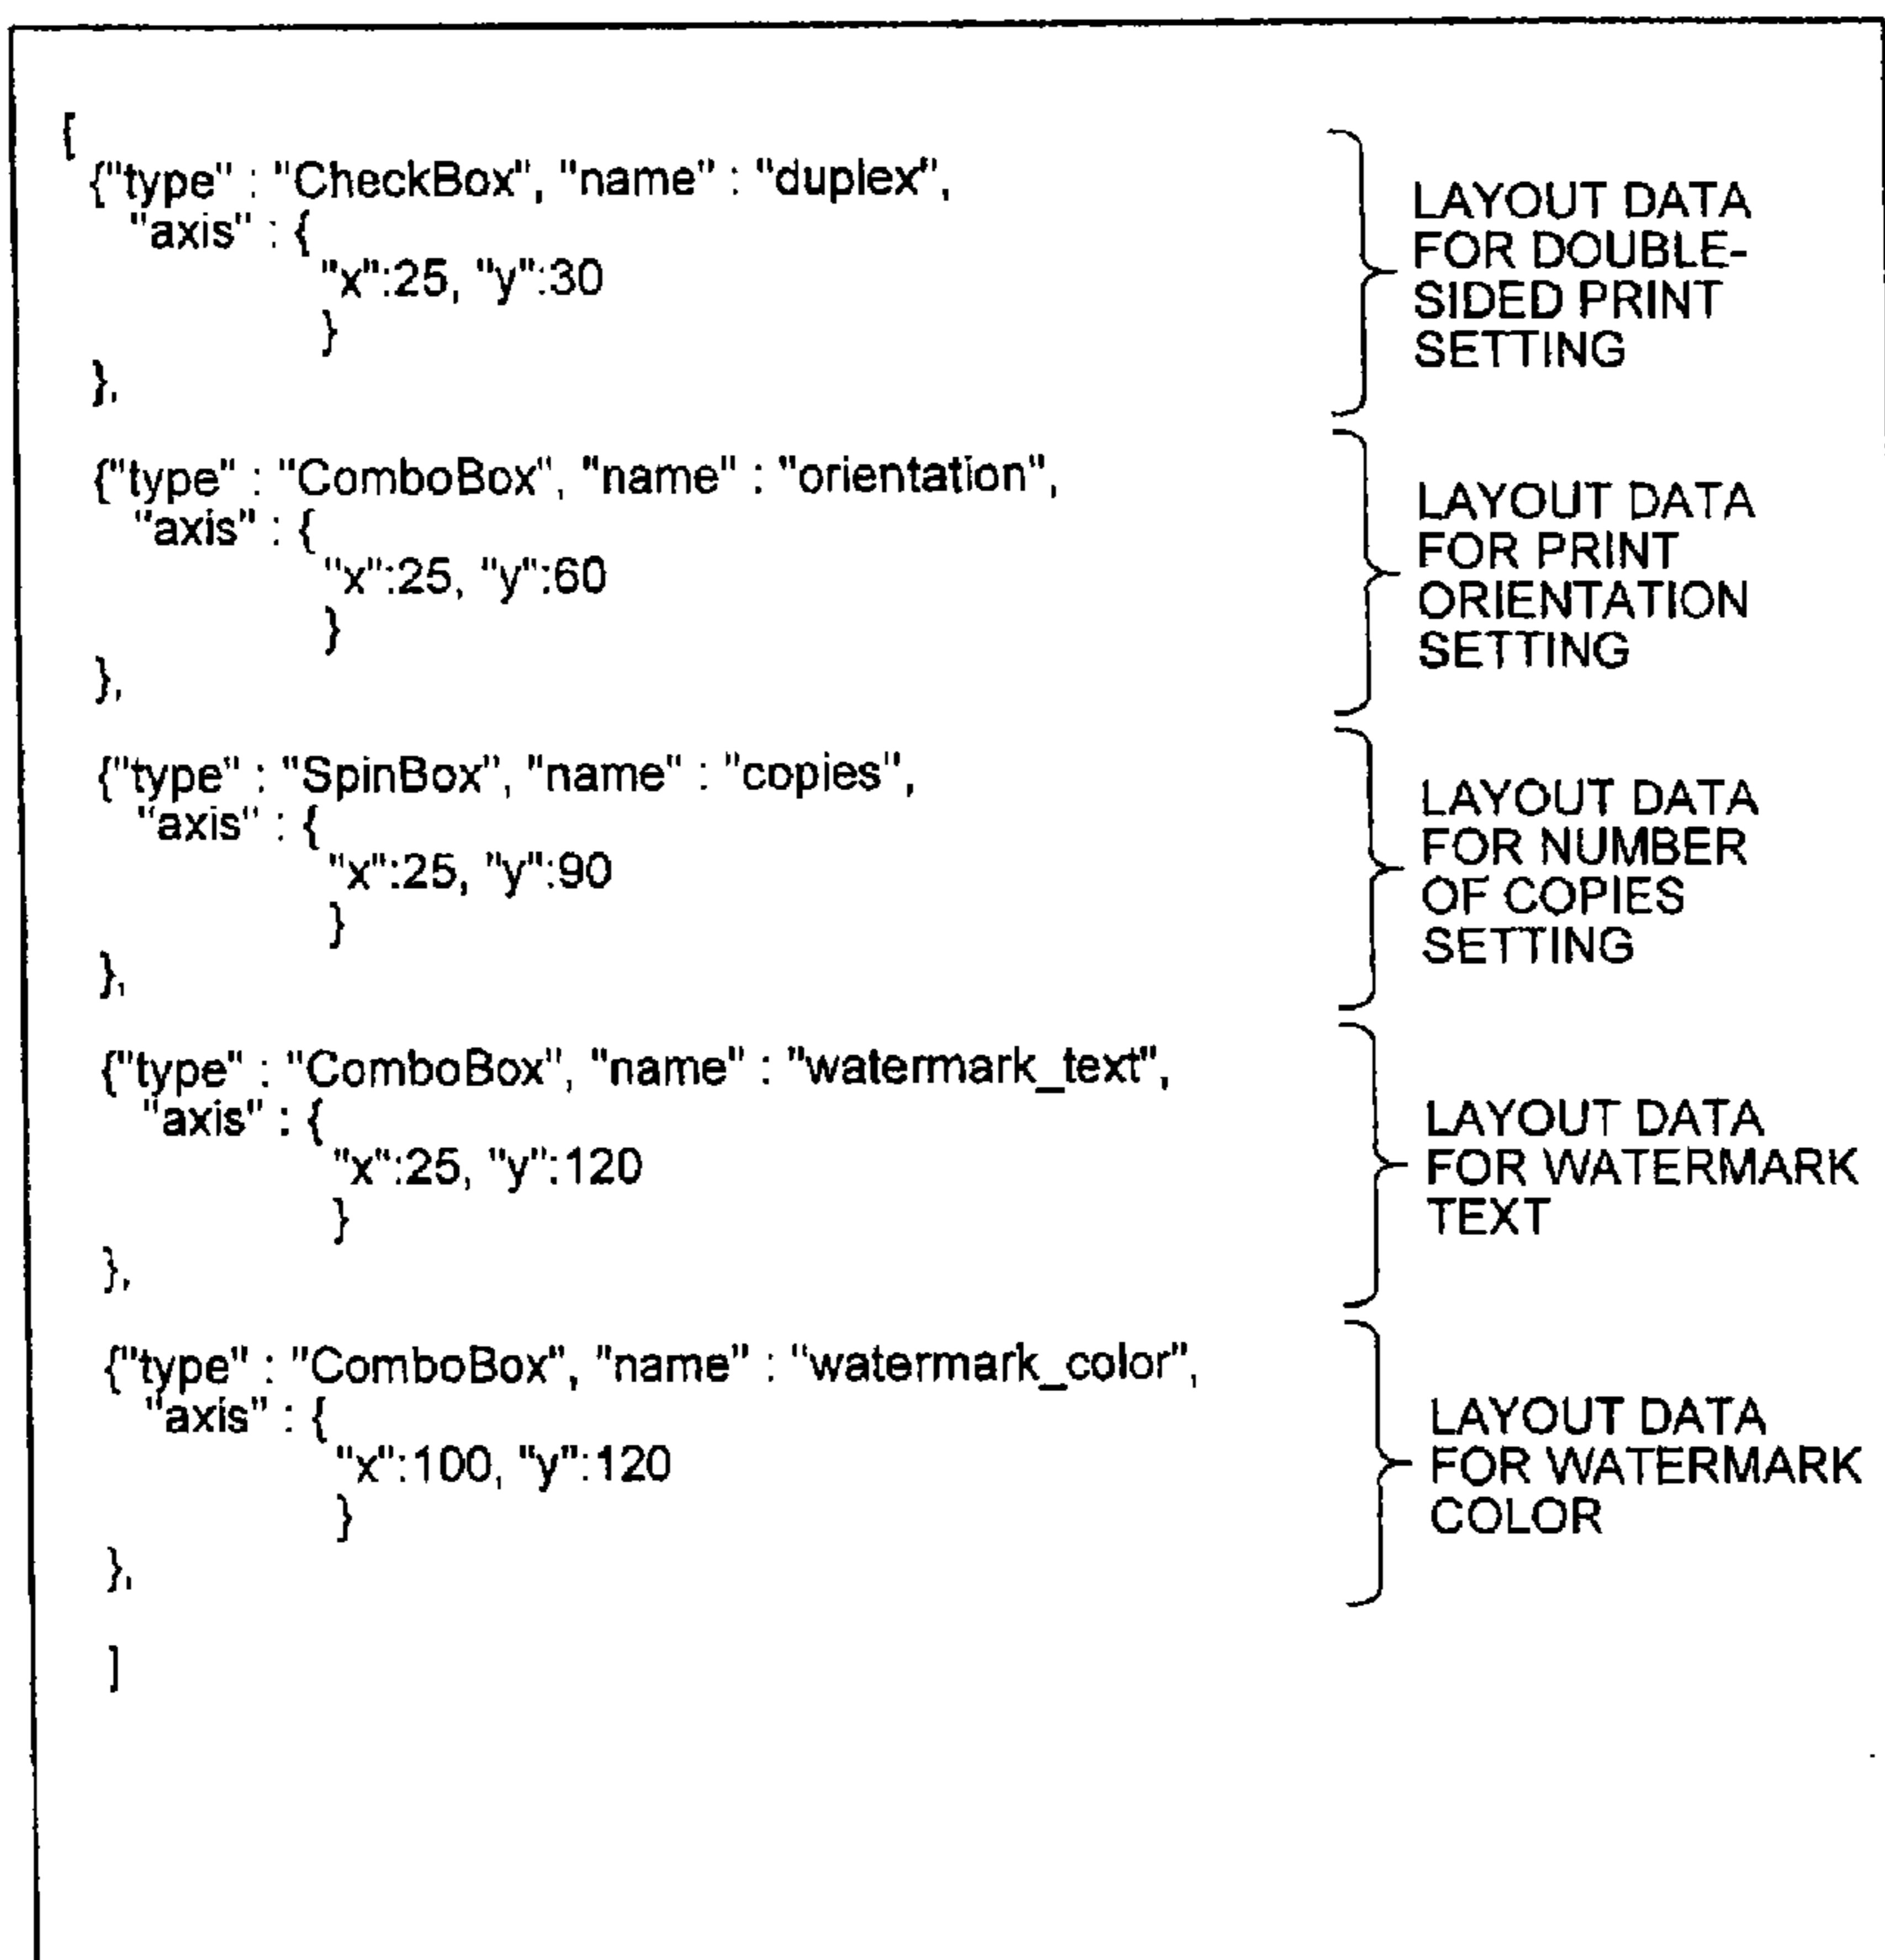 [
{"type" : "CheckBox", "name" : "duplex",
"axis" : {
"x":25, "y":30
}
},
LAYOUT DATA
FOR DOUBLE-
SIDED PRINT
SETTING
{"type" : "ComboBox", "name" : "orientation",
"axis" : {
"x":25, "y":60
}
},
LAYOUT DATA
FOR PRINT
ORIENTATION
SETTING
{"type" : "SpinBox", "name" : "copies",
"axis" : {
"x":25, "y":90
}
},
LAYOUT DATA
FOR NUMBER
OF COPIES
SETTING
{"type" : "ComboBox", "name" : "watermark_text",
"axis" : {
"x":25, "y":120
}
},
LAYOUT DATA
FOR WATERMARK
TEXT
{"type" : "ComboBox", "name" : "watermark_color",
"axis" : {
"x":100, "y":120
}
},
LAYOUT DATA
FOR WATERMARK
COLOR
]